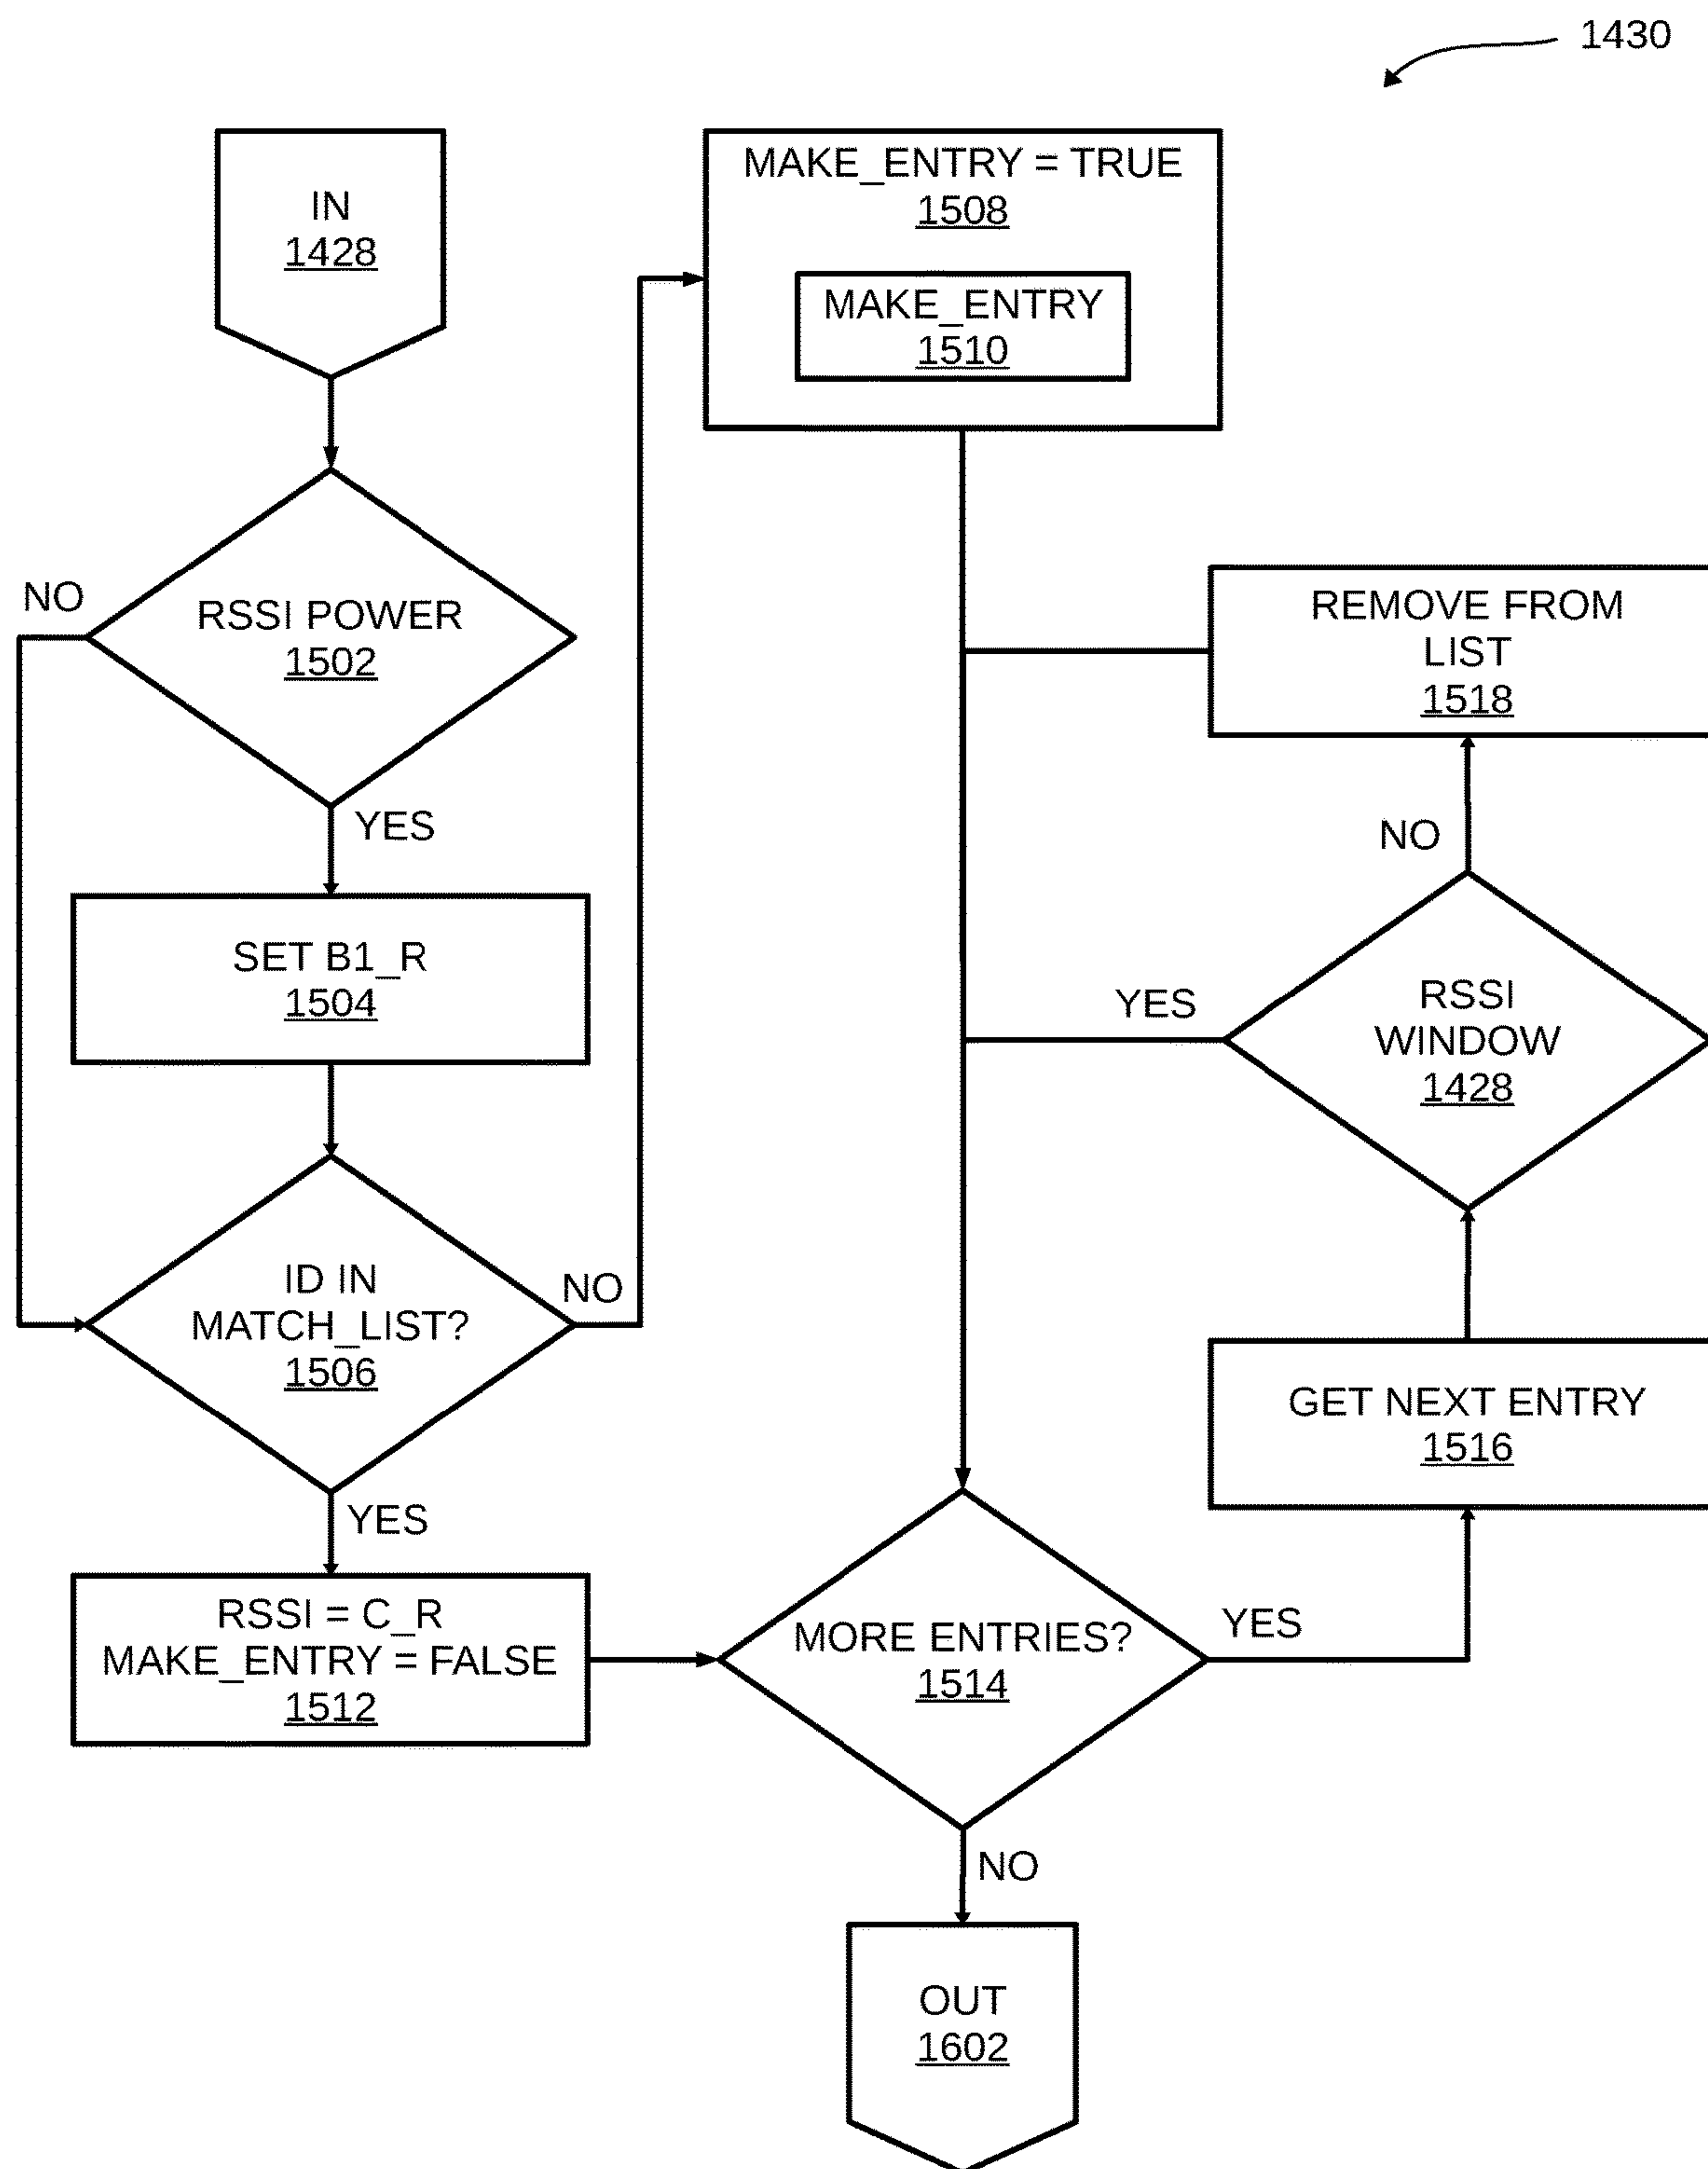 1430
IN
1428
MAKE_ENTRY = TRUE
1508
MAKE_ENTRY
1510
NO
RSSI POWER
1502
YES
SET B1_R
1504
ID IN
MATCH_LIST?
1506
NO
YES
RSSI = C_R
MAKE_ENTRY = FALSE
1512
REMOVE FROM
LIST
1518
NO
YES
RSSI
WINDOW
1428
GET NEXT ENTRY
1516
MORE ENTRIES?
1514
YES
NO
OUT
1602